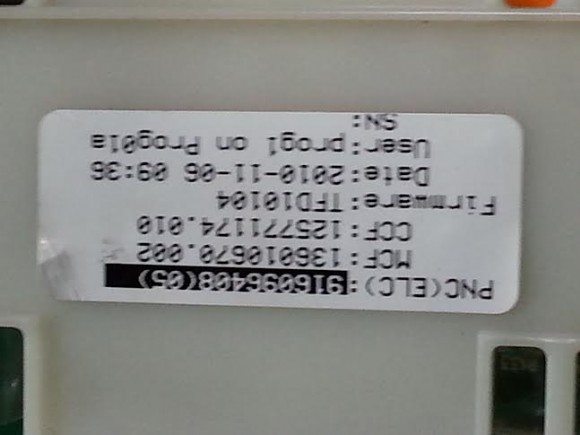 PNC(ELC):916096408(05)
MCF:136010670.002
CCF:125771174.010
Firmware:TFD10104
Date:2010-11-06 09:36
User:prog1 on Prog01a
SN: